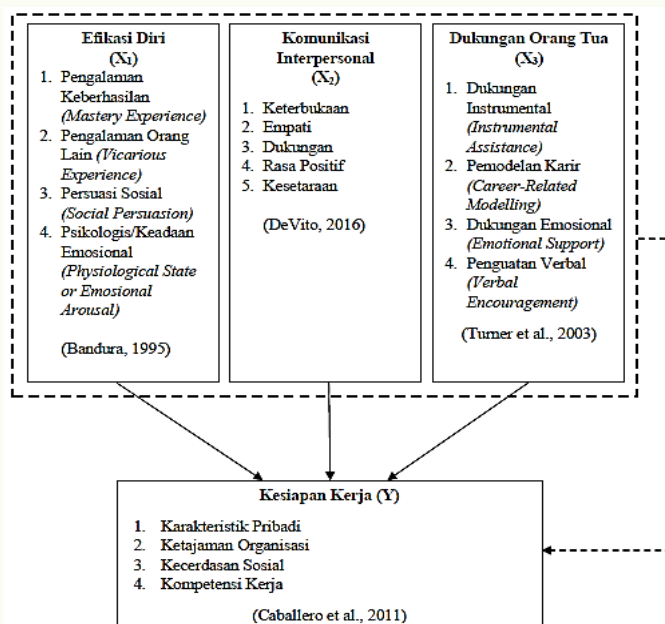 Efikasi Diri
(X₁)
1. Pengalaman
Keberhasilan
(Mastery Experience)
2. Pengalaman Orang
Lain (Vicarious
Experience)
3. Persuasi Sosial
(Social Persuasion)
4. Psikologis/Keadaan
Emosional
(Physiological State
or Emosional
Arousal)
(Bandura, 1995)
Komunikasi
Interpersonal
(X₂)
1. Keterbukaan
2. Empati
3. Dukungan
4. Rasa Positif
5. Kesetaraan
(DeVito, 2016)
Dukungan Orang Tua
(X₃)
1. Dukungan
Instrumental
(Instrumental
Assistance)
2. Pemodelan Karir
(Career-Related
Modelling)
3. Dukungan Emosional
(Emotional Support)
4. Penguatan Verbal
(Verbal
Encouragement)
(Turner et al., 2003)
Kesiapan Kerja (Y)
1. Karakteristik Pribadi
2. Ketajaman Organisasi
3. Kecerdasan Sosial
4. Kompetensi Kerja
(Caballero et al., 2011)